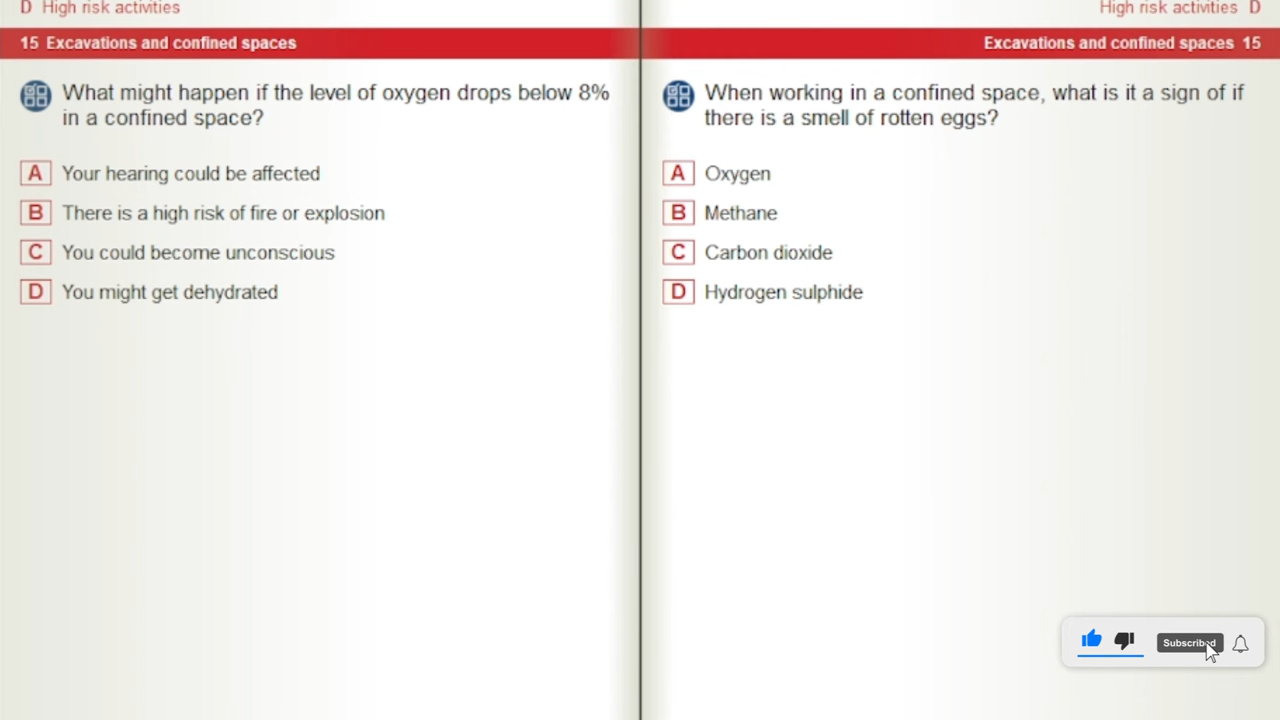 D High risk activities
15 Excavations and confined spaces
What might happen if the level of oxygen drops below 8%
in a confined space?
A Your hearing could be affected
B There is a high risk of fire or explosion
C You could become unconscious
D You might get dehydrated
High risk activities D
Excavations and confined spaces 15
When working in a confined space, what is it a sign of if
there is a smell of rotten eggs?
A Oxygen
B Methane
C Carbon dioxide
D Hydrogen sulphide
Subscribed